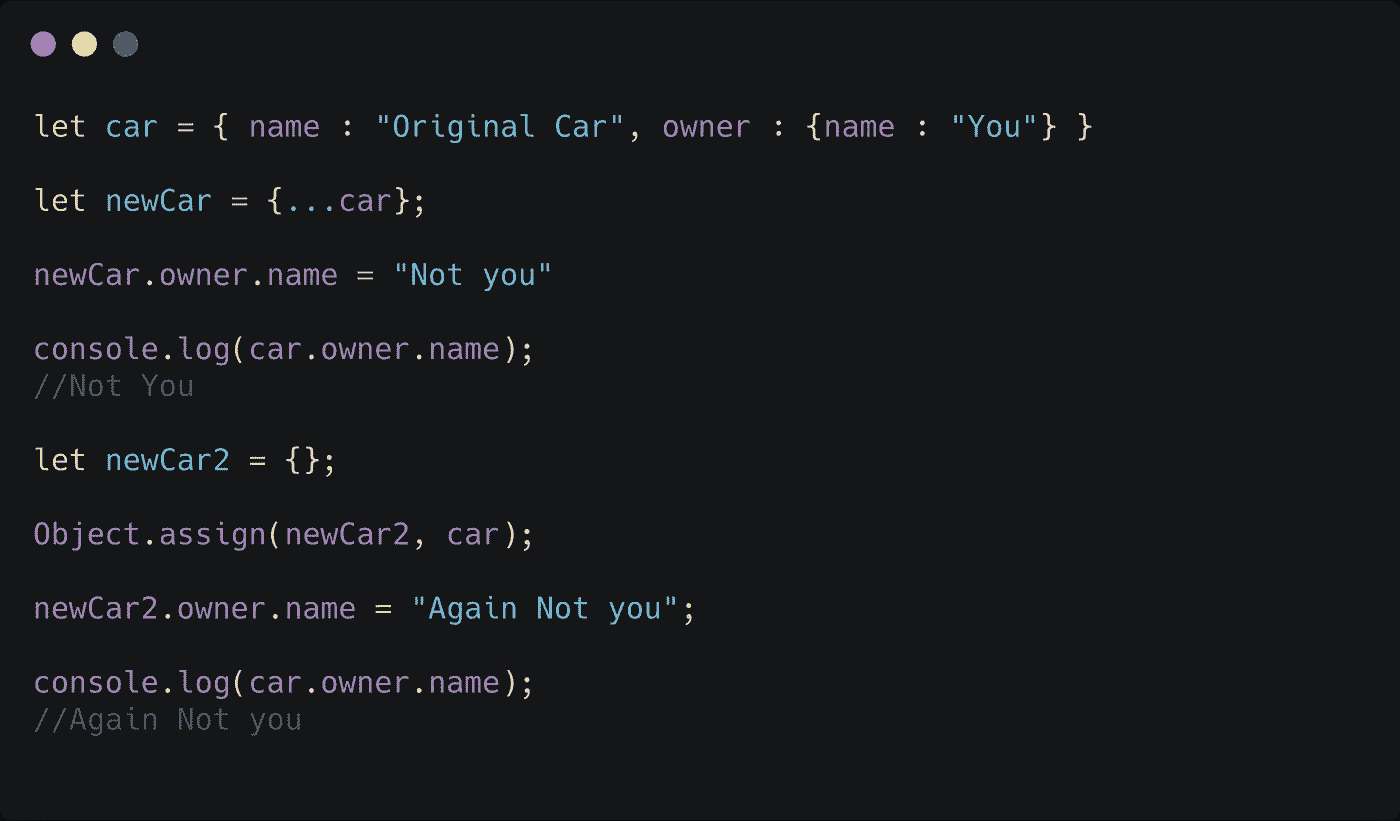 let car = { name : "Original Car", owner : {name : "You"} }
let newCar = {...car};
newCar.owner.name = "Not you"
console.log(car.owner.name);
//Not You
let newCar2 = {};
Object.assign(newCar2, car);
newCar2.owner.name = "Again Not you";
console.log(car.owner.name);
//Again Not you